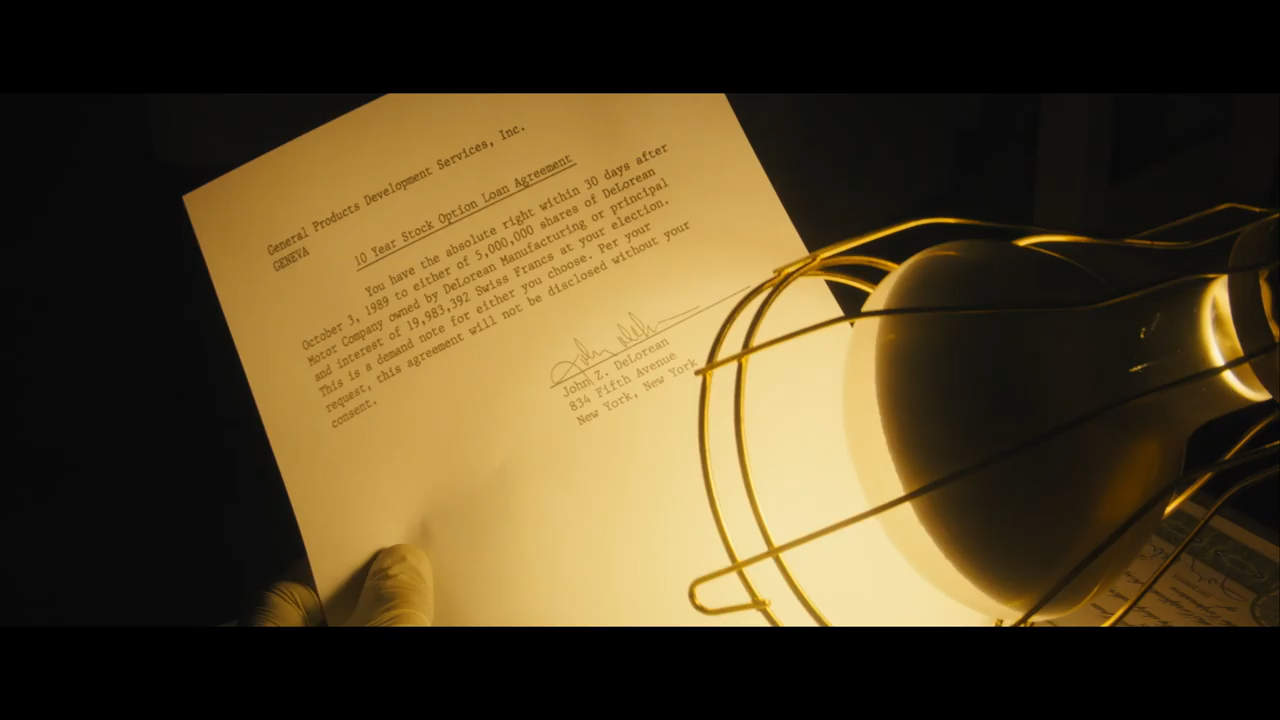 General Products Development Services, Inc.
GENEVA
10 Year Stock Option Loan Agreement
You have the absolute right within 30 days after
October 3, 1989 to either of 5,000,000 shares of DeLorean
Motor Company owned by DeLorean Manufacturing or principal
and interest of 19,983,392 Swiss Francs at your election.
This is a demand note for either you choose. Per your
request, this agreement will not be disclosed without your
consent.
John Z. DeLorean
834 Fifth Avenue
New York, New York